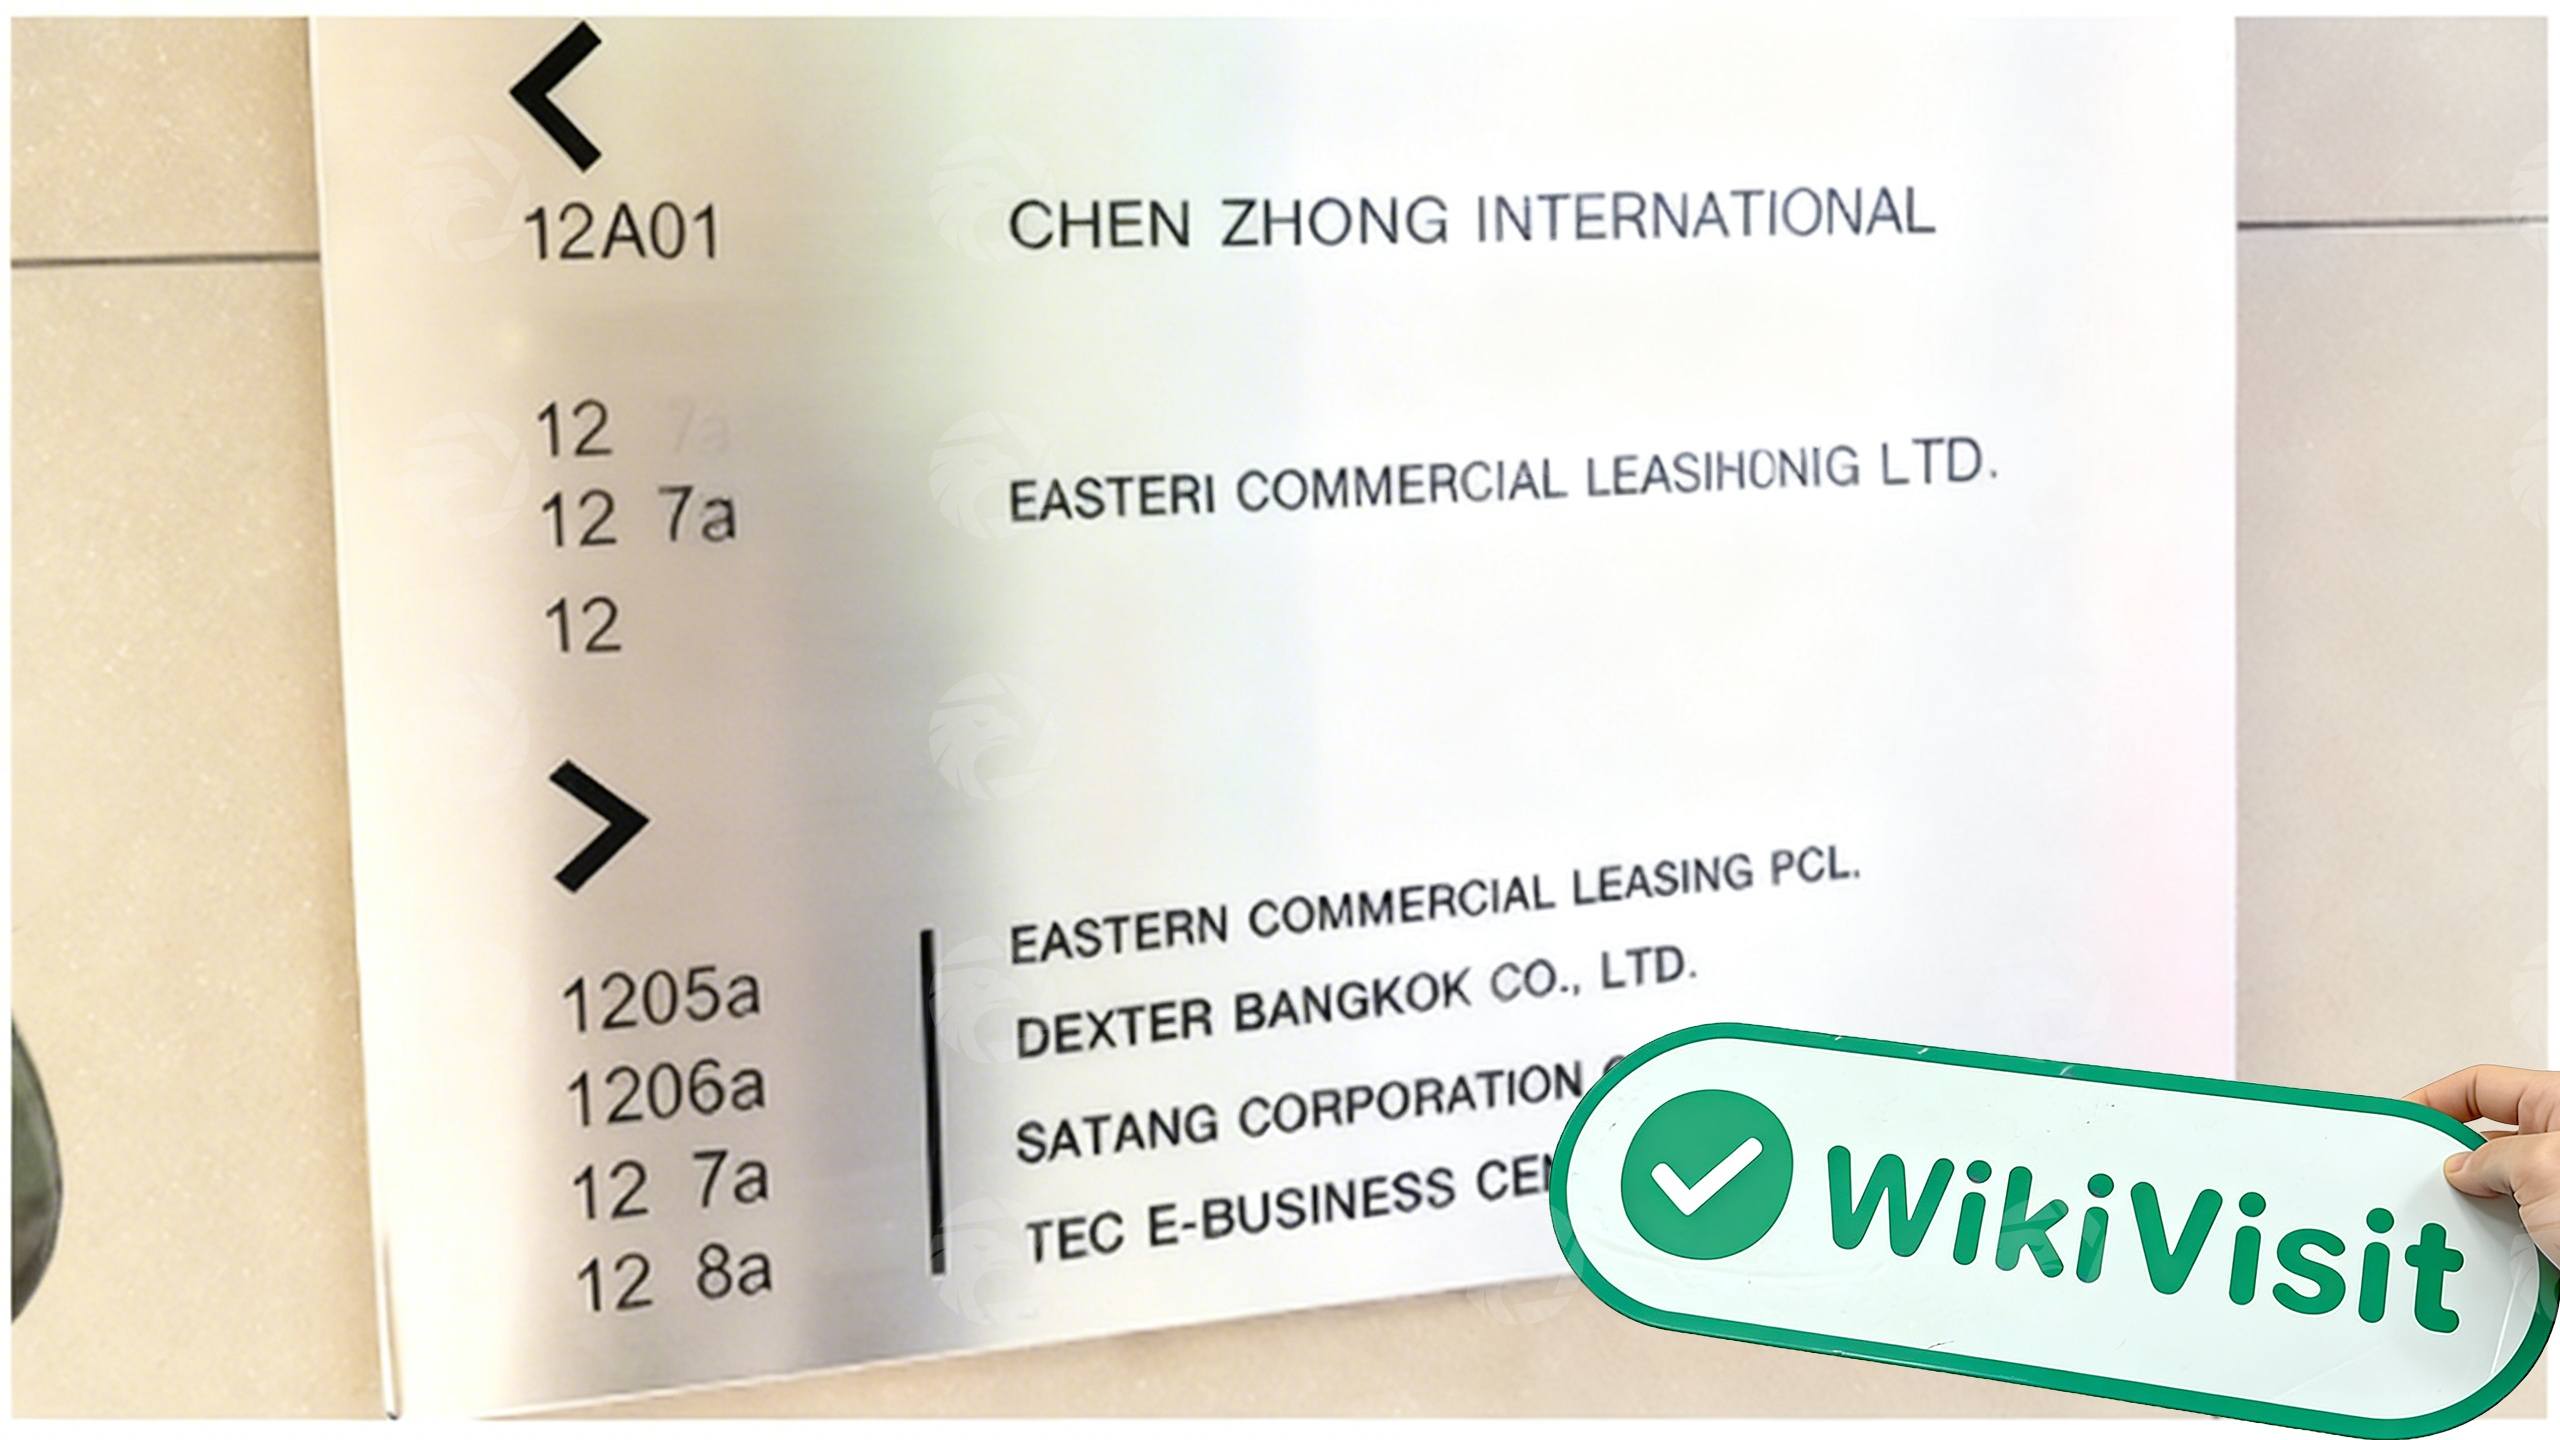 <
12A01 CHEN ZHONG INTERNATIONAL
12 7a
12 7a EASTERI COMMERCIAL LEASIHONIG LTD.
12
>
EASTERN COMMERCIAL LEASING PCL.
1205a DEXTER BANGKOK CO., LTD.
1206a SATANG CORPORATION
12 7a TEC E-BUSINESS
12 8a
WikiVisit